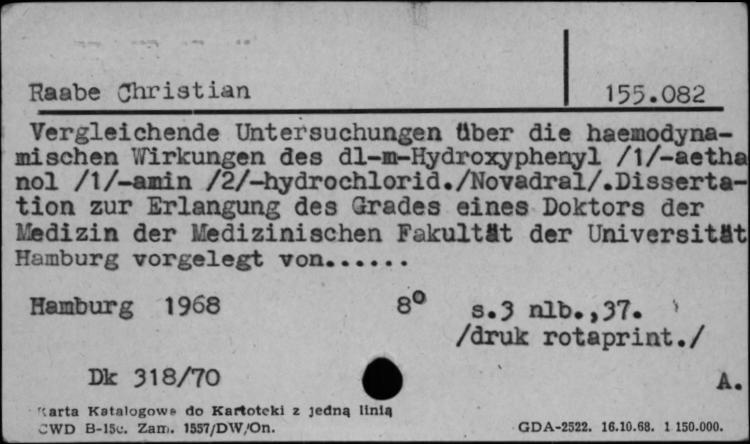 Raabe Christian 155.082
Vergleichende Untersuchungen über die haemodyna-
mischen Wirkungen des dl-m-Hydroxyphenyl /1/-aetha
nol /1/-amin /2/-hydrochlorid./Novadral/.Disserta-
tion zur Erlangung des Grades eines Doktors der
Medizin der Medizinischen Fakultät der Universität
Hamburg vorgelegt von......
Hamburg 1968 8° s.3 nlb.,37.
/druk rotaprint./
Dk 318/70 A.
Karta Katalogowa do Kartoteki z jedną linią
CWD B-15c. Zam. 1557/DW/On. GDA-2522. 16.10.68. 1 150.000.